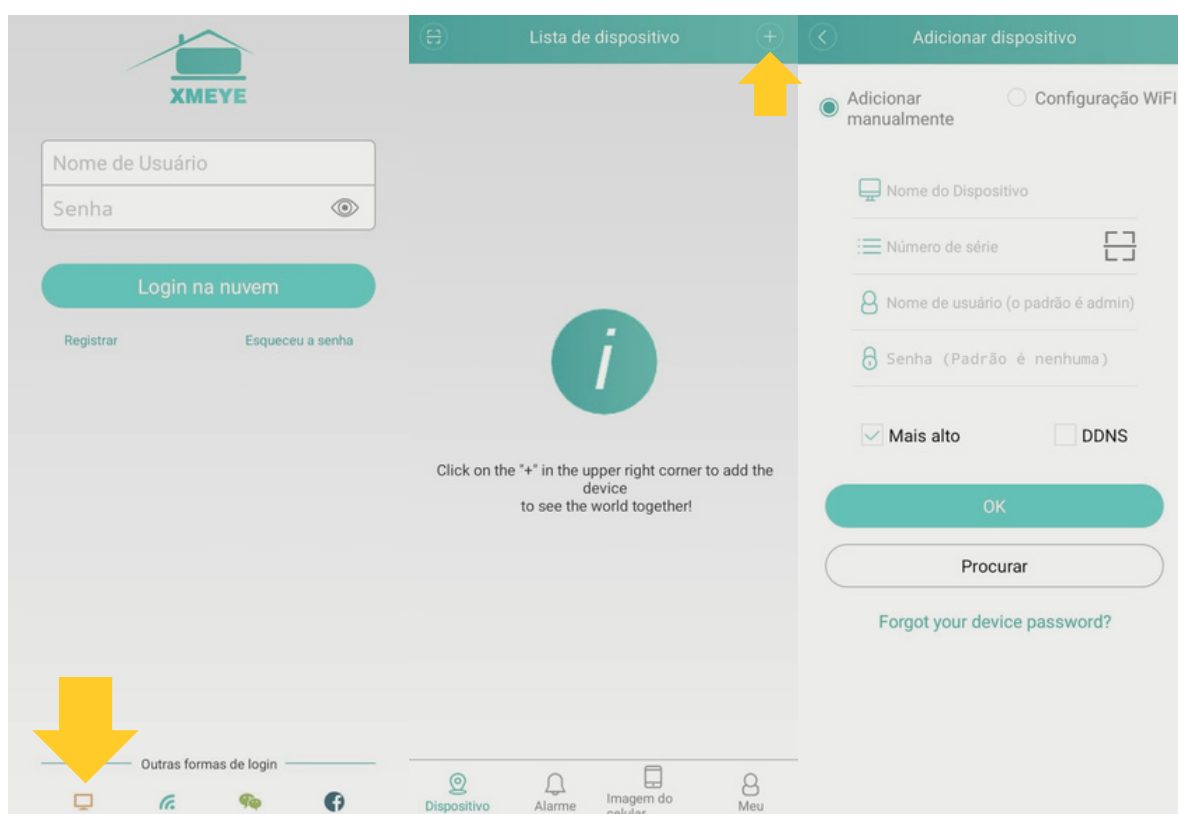 XMEYE
Nome de Usuário
Senha
Login na nuvem
Registrar
Esqueceu a senha
Outras formas de login
Lista de dispositivo
i
Click on the "+" in the upper right corner to add the
device
to see the world together!
Dispositivo
Alarme
Imagem do
celular
Meu
Adicionar dispositivo
Adicionar
manualmente
Configuração WiFI
Nome do Dispositivo
Número de série
Nome de usuário (o padrão é admin)
Senha (Padrão é nenhuma)
Mais alto
DDNS
OK
Procurar
Forgot your device password?